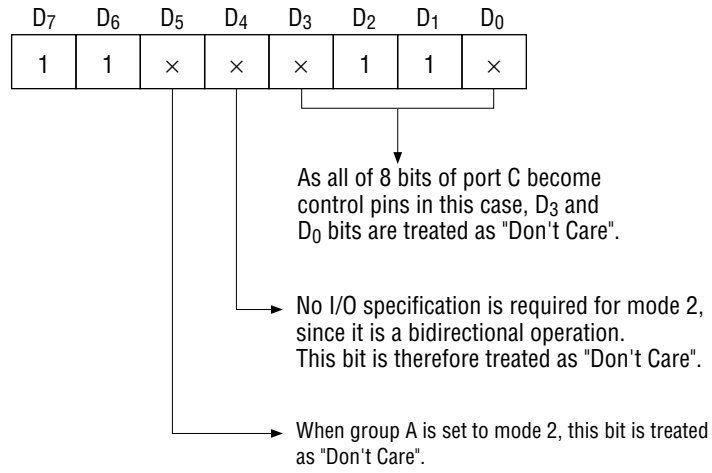 D7 D6 D5 D4 D3 D2 D1 D0
1 1 × × × 1 1 ×
As all of 8 bits of port C become
control pins in this case, D3 and
D0 bits are treated as "Don't Care".
No I/O specification is required for mode 2,
since it is a bidirectional operation.
This bit is therefore treated as "Don't Care".
When group A is set to mode 2, this bit is treated
as "Don't Care".